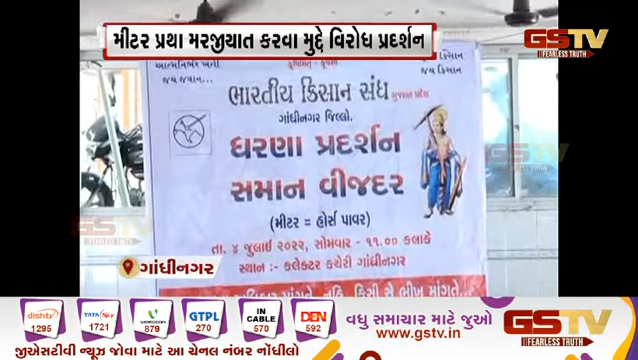 મીટર પ્રથા મરજીયાત કરવા મુદ્દે વિરોધ પ્રદર્શન
GSTV
FEARLESS TRUTH
જય જવાન...
જય કિસાન
ભારતીય કિસાન સંઘ ગુજરાત પ્રદેશ
ગાંધીનગર જિલ્લો.
ધરણા પ્રદર્શન
સમાન વીજદર
(મીટર = હોર્સ પાવર)
તા. ૪ જુલાઈ ૨૦૨૨, સોમવાર - ૧૧.૦૦ કલાકે
સ્થાન :- કલેક્ટર કચેરી ગાંધીનગર
ગાંધીનગર
dishtv
1295
TATA Sky
1721
videocon
879
GTPL
270
IN CABLE
570
DEN
592
વધુ સમાચાર માટે જુઓ
www.gstv.in
GSTV
FEARLESS TRUTH
જીએસટીવી ન્યૂઝ જોવા માટે આ ચેનલ નંબર નોંધીલો